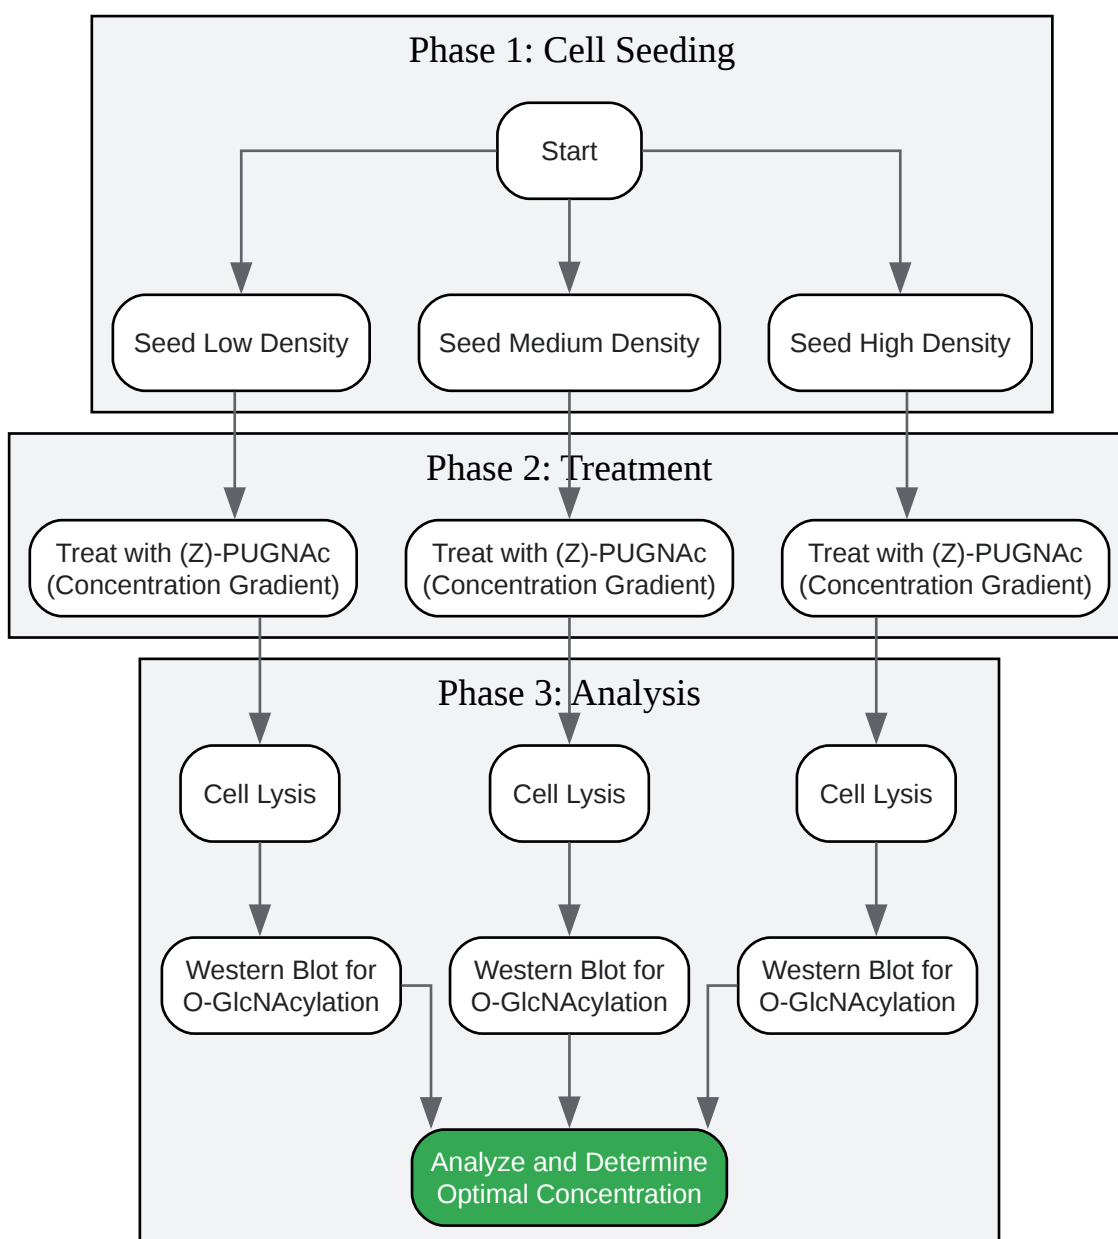 Phase 1: Cell Seeding
Start
Seed Low Density
Seed Medium Density
Seed High Density
Phase 2: Treatment
Treat with (Z)-PUGNAc
(Concentration Gradient)
Treat with (Z)-PUGNAc
(Concentration Gradient)
Treat with (Z)-PUGNAc
(Concentration Gradient)
Phase 3: Analysis
Cell Lysis
Cell Lysis
Cell Lysis
Western Blot for
O-GlcNAcylation
Western Blot for
O-GlcNAcylation
Western Blot for
O-GlcNAcylation
Analyze and Determine
Optimal Concentration